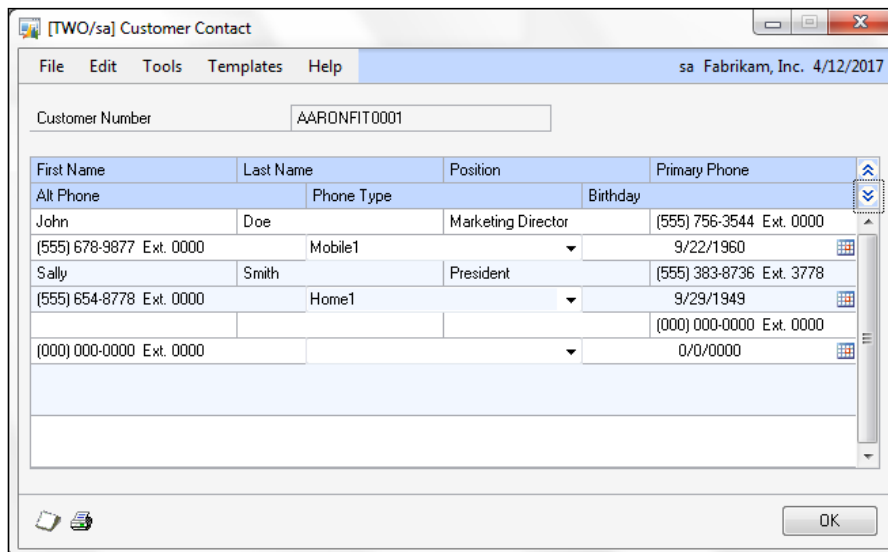 [TWO/sa] Customer Contact
File Edit Tools Templates Help sa Fabrikam, Inc. 4/12/2017
Customer Number AARONFIT0001
First Name Last Name Position Primary Phone
Alt Phone Phone Type Birthday
John Doe Marketing Director (555) 756-3544 Ext. 0000
(555) 678-9877 Ext. 0000 Mobile1 9/22/1960
Sally Smith President (555) 383-8736 Ext. 3778
(555) 654-8778 Ext. 0000 Home1 9/29/1949
(000) 000-0000 Ext. 0000
(000) 000-0000 Ext. 0000 0/0/0000
OK